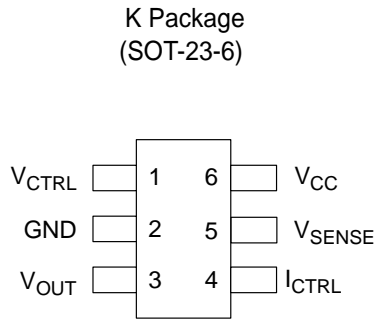 K Package
(SOT-23-6)
VCTRL 1 6 VCC
GND 2 5 VSENSE
VOUT 3 4 ICTRL